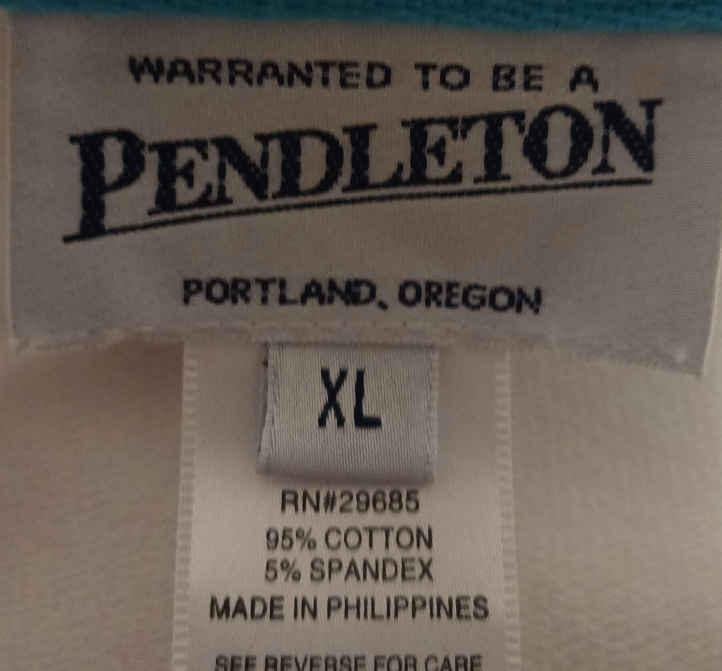 WARRANTED TO BE A
PENDLETON
PORTLAND, OREGON
XL
RN#29685
95% COTTON
5% SPANDEX
MADE IN PHILIPPINES
SEE REVERSE FOR CARE